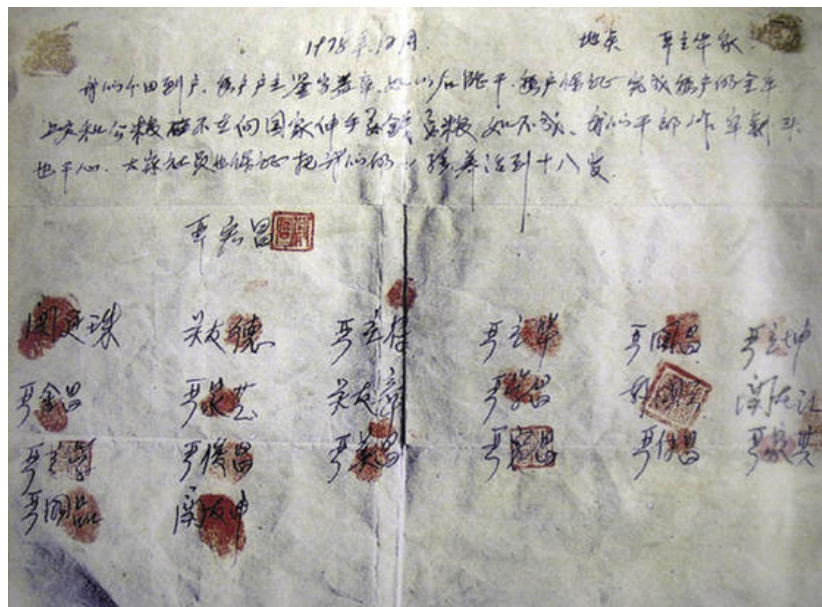 1978年12月. 地点 严立华家.
我们分田到户,每户户主签字盖章,如以后能干,每户保证完成每户的全年
上交和公粮 不在向国家伸手要钱要粮,如不成,我们干部作牢杀头
也干心,大家社员也保证把我们的小孩养活到十八岁.
严宏昌
关廷珠 关友德 严立符 严立华 严国昌 严立坤
严金昌 严家芝 关友章 严学昌 韩国云 关友江
严立学 严俊昌 严美昌 严宏昌 严付昌 严家其
严国品 关友申